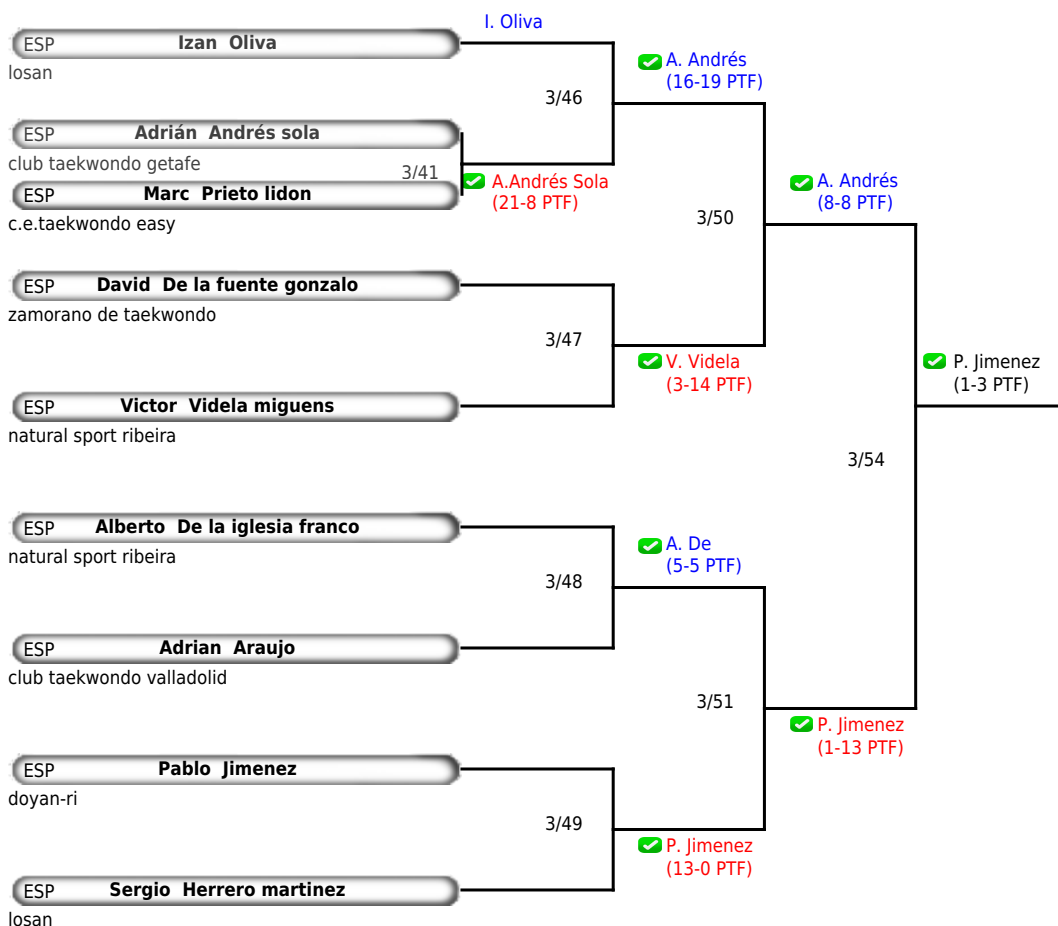 I. Oliva
ESP Izan Oliva
losan
A. Andrés
(16-19 PTF)
3/46
ESP Adrián Andrés sola
club taekwondo getafe
3/41
A.Andrés Sola
(21-8 PTF)
ESP Marc Prieto lidon
c.e.taekwondo easy
A. Andrés
(8-8 PTF)
3/50
ESP David De la fuente gonzalo
zamorano de taekwondo
3/47
V. Videla
(3-14 PTF)
P. Jimenez
(1-3 PTF)
ESP Victor Videla miguens
natural sport ribeira
3/54
ESP Alberto De la iglesia franco
natural sport ribeira
A. De
(5-5 PTF)
3/48
ESP Adrian Araujo
club taekwondo valladolid
3/51
P. Jimenez
(1-13 PTF)
ESP Pablo Jimenez
doyan-ri
3/49
P. Jimenez
(13-0 PTF)
ESP Sergio Herrero martinez
losan